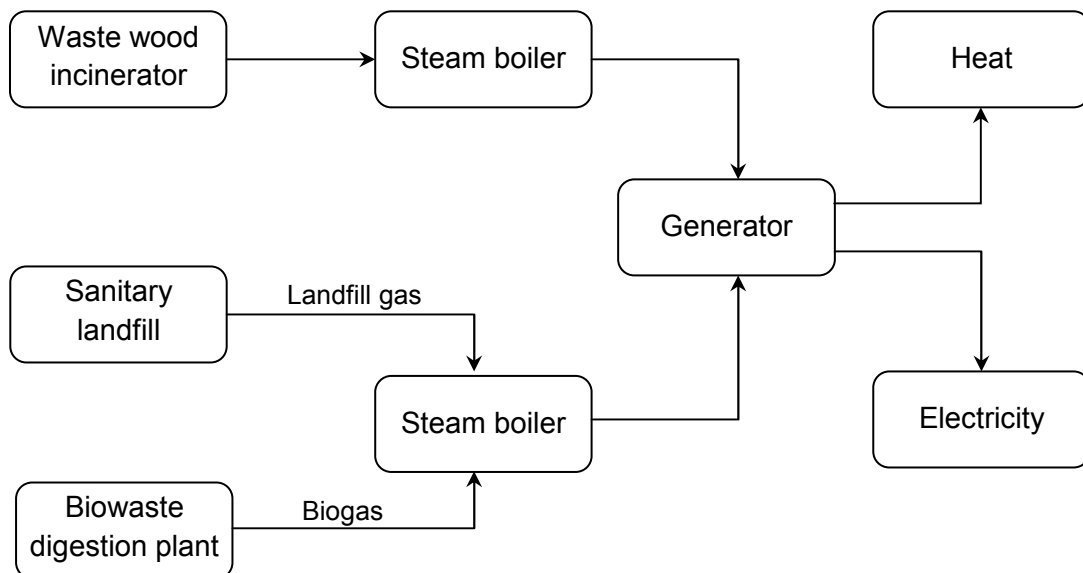 Waste wood
incinerator
Steam boiler
Heat
Generator
Sanitary
landfill
Landfill gas
Steam boiler
Electricity
Biowaste
digestion plant
Biogas